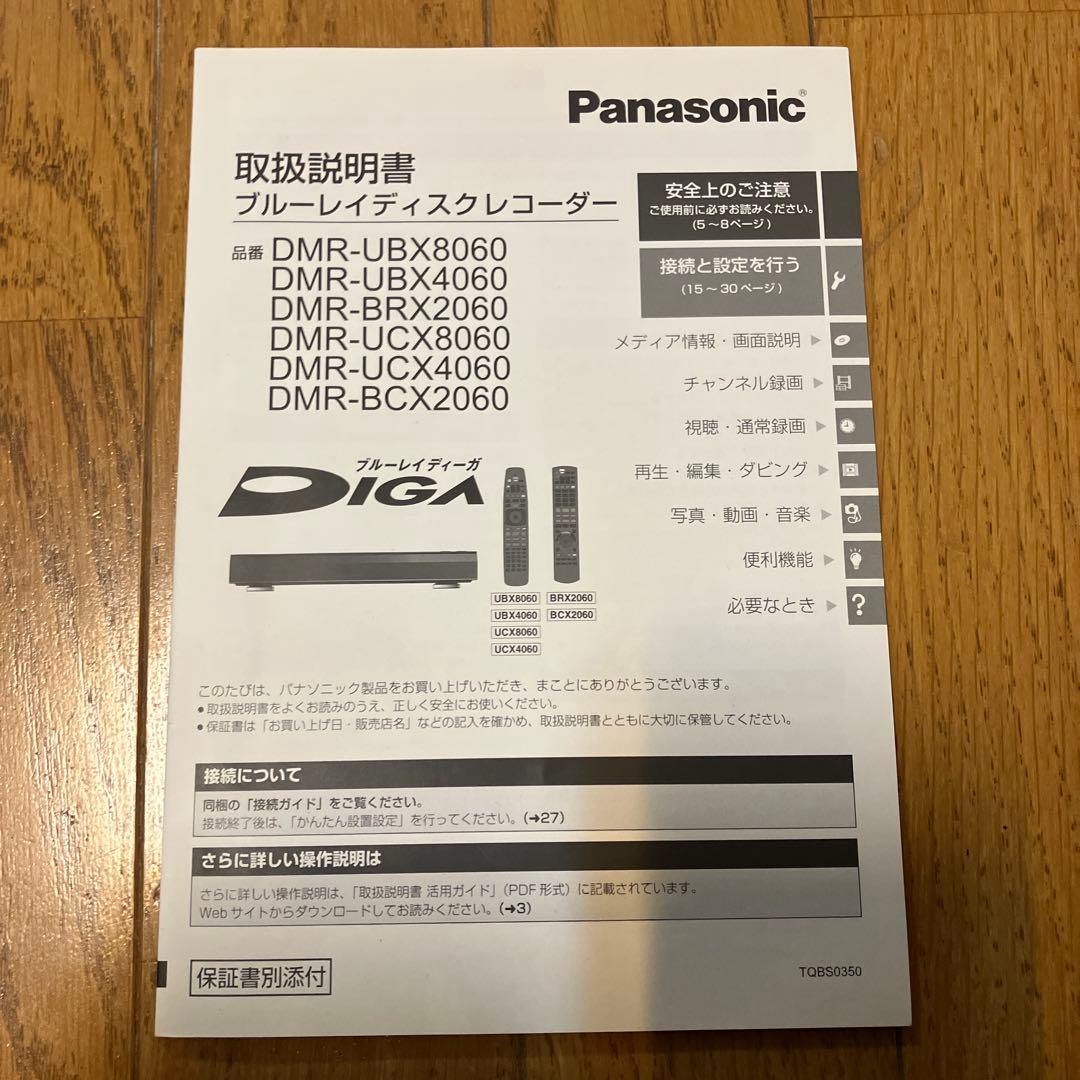 Panasonic®
取扱説明書
ブルーレイディスクレコーダー
品番 DMR-UBX8060
DMR-UBX4060
DMR-BRX2060
DMR-UCX8060
DMR-UCX4060
DMR-BCX2060
安全上のご注意
ご使用前に必ずお読みください。
(5～8ページ)
接続と設定を行う
(15～30ページ)
メディア情報・画面説明
チャンネル録画
視聴・通常録画
再生・編集・ダビング
写真・動画・音楽
便利機能
必要なとき
?
ブルーレイディーガ
DIGA
UBX8060 BRX2060
UBX4060 BCX2060
UCX8060
UCX4060
このたびは、パナソニック製品をお買い上げいただき、まことにありがとうございます。
●取扱説明書をよくお読みのうえ、正しく安全にお使いください。
●保証書は「お買い上げ日・販売店名」などの記入を確かめ、取扱説明書とともに大切に保管してください。
接続について
同梱の「接続ガイド」をご覧ください。
接続終了後は、「かんたん設置設定」を行ってください。(➔27)
さらに詳しい操作説明は
さらに詳しい操作説明は、「取扱説明書 活用ガイド」(PDF形式)に記載されています。
Webサイトからダウンロードしてお読みください。(➔3)
保証書別添付
TQBS0350